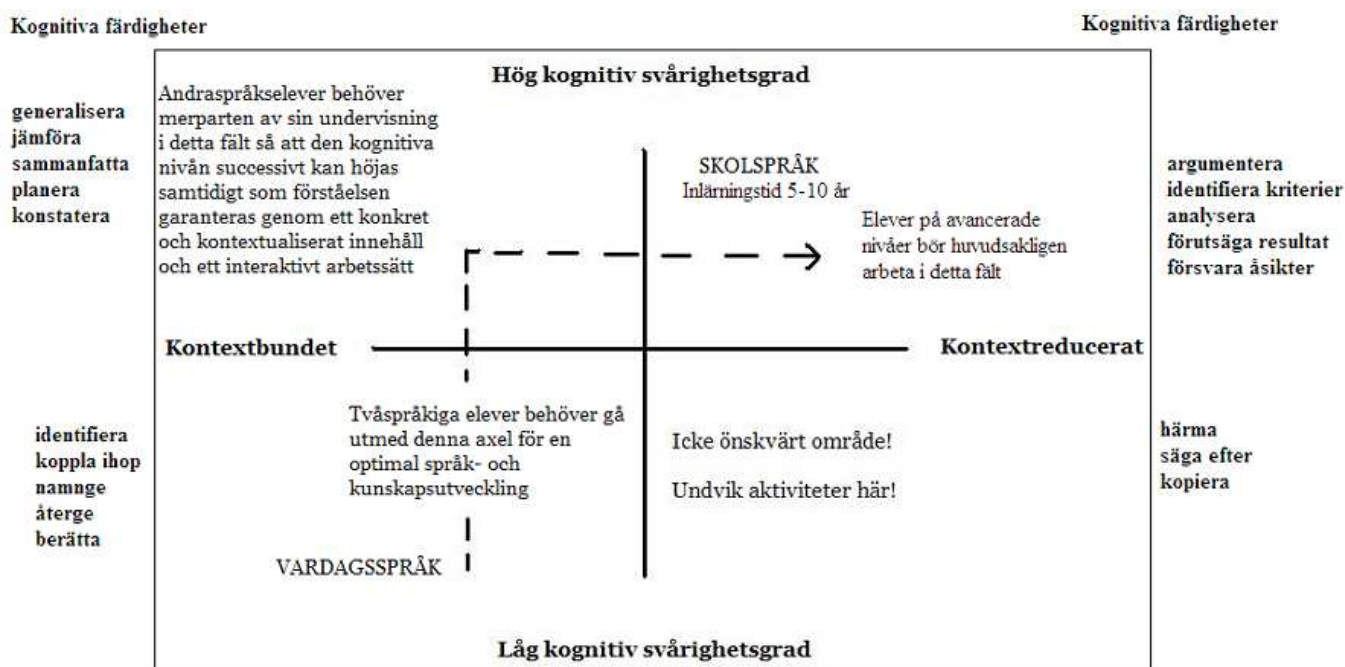 Kognitiva färdigheter
Kognitiva färdigheter
Hög kognitiv svårighetsgrad
generalisera
jämföra
sammanfatta
planera
konstatera
Andraspråkselever behöver
merparten av sin undervisning
i detta fält så att den kognitiva
nivån successivt kan höjas
samtidigt som förståelsen
garanteras genom ett konkret
och kontextualiserat innehåll
och ett interaktivt arbetssätt
SKOLSPRÅK
Inlärningstid 5-10 år
Elever på avancerade
nivåer bör huvudsakligen
arbeta i detta fält
argumentera
identifiera kriterier
analysera
förutsäga resultat
försvara åsikter
Kontextbundet
Kontextreducerat
identifiera
koppla ihop
namnge
återge
berätta
Tvåspråkiga elever behöver gå
utmed denna axel för en
optimal språk- och
kunskapsutveckling
VARDAGSSPRÅK
Icke önskvärt område!
Undvik aktiviteter här!
härma
säga efter
kopiera
Låg kognitiv svårighetsgrad